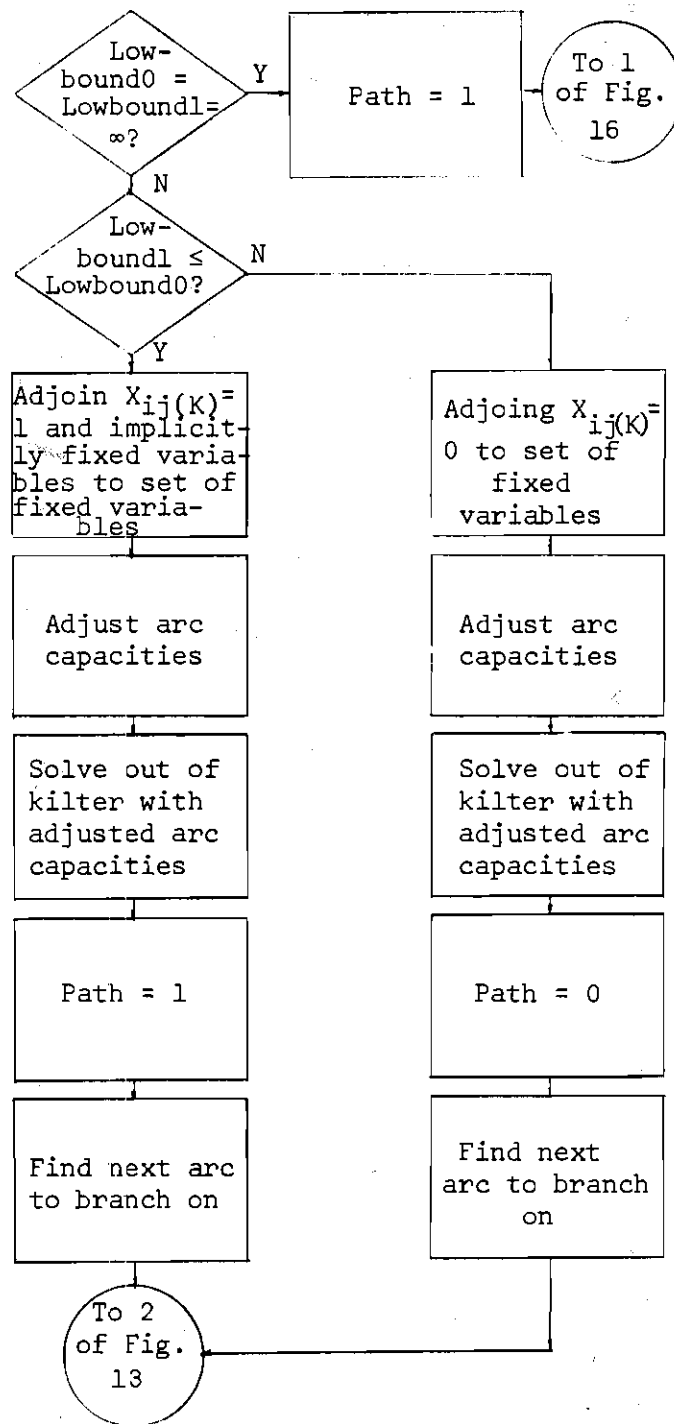 Low-
bound0 =
Lowbound1=
∞?
Y
Path = 1
To 1
of Fig.
16
N
Low-
bound1 ≤
Lowbound0?
N
Y
Adjoin Xij(K)=
1 and implicit-
ly fixed varia-
bles to set of
fixed varia-
bles
Adjoing Xij(K)=
0 to set of
fixed
variables
Adjust arc
capacities
Adjust arc
capacities
Solve out of
kilter with
adjusted arc
capacities
Solve out of
kilter with
adjusted arc
capacities
Path = 1
Path = 0
Find next arc
to branch on
Find next
arc to branch
on
To 2
of Fig.
13